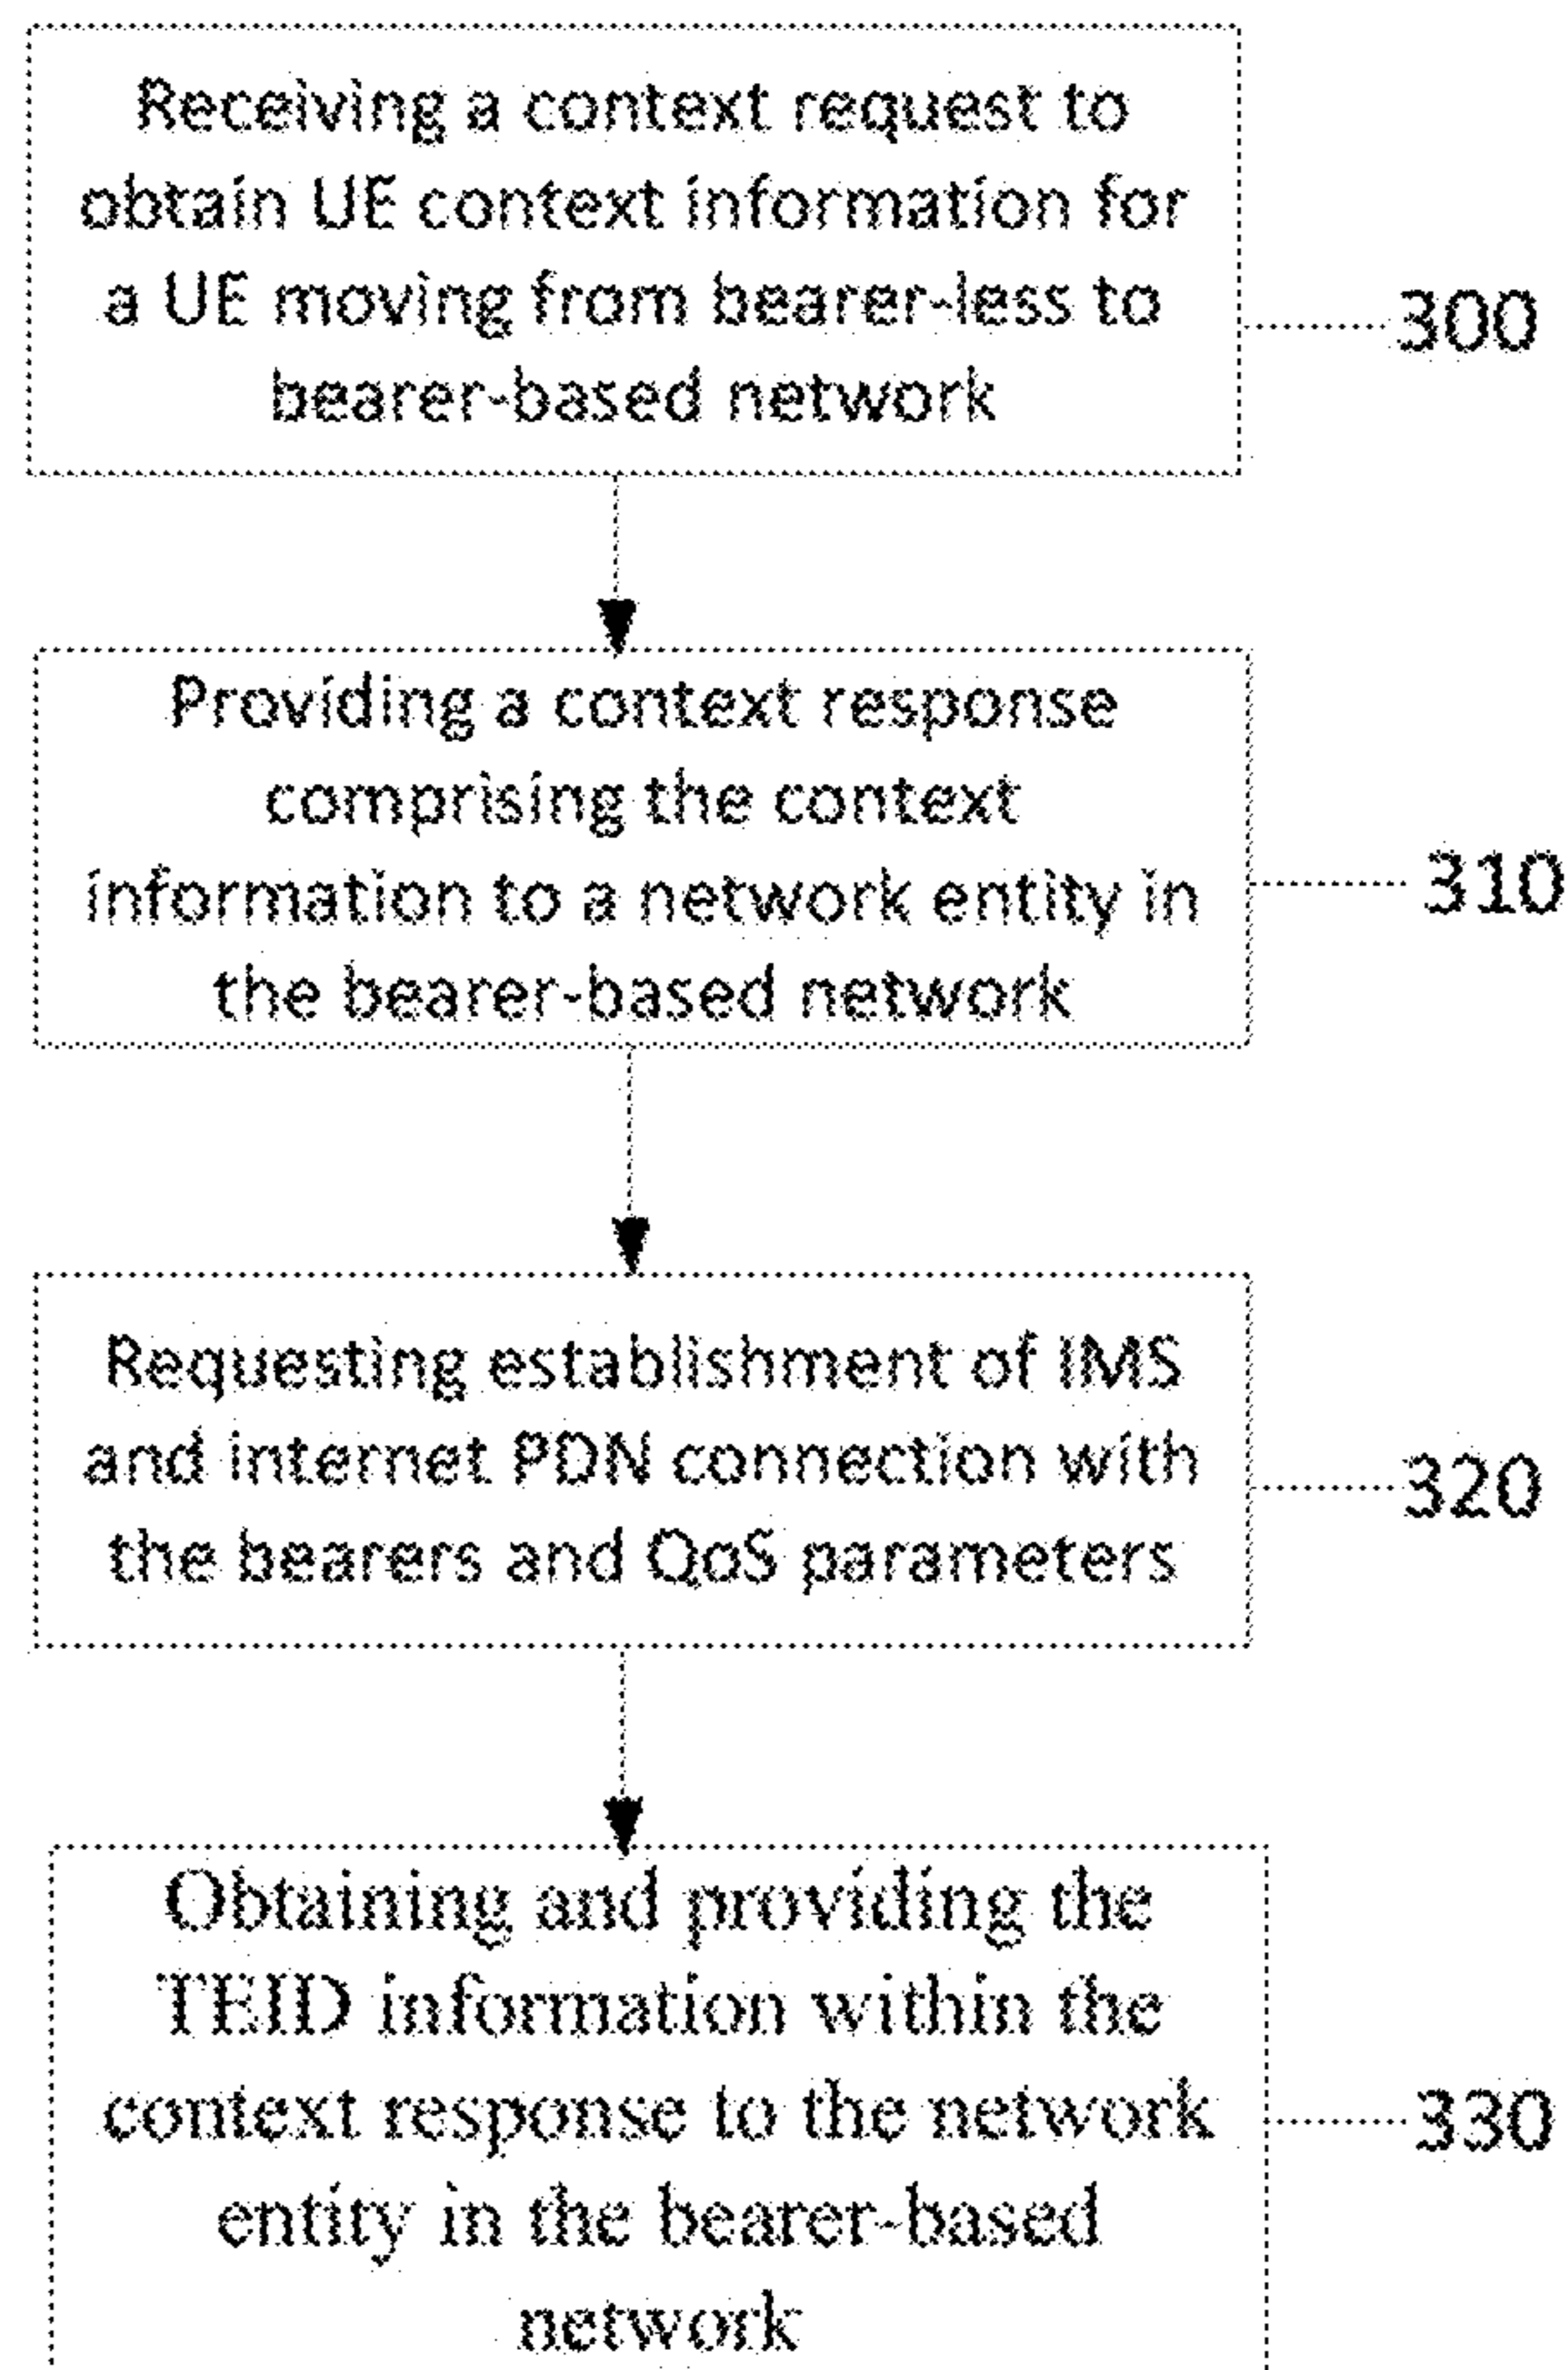 Receiving a context request to
obtain UE context information for
a UE moving from bearer-less to
bearer-based network
300
Providing a context response
comprising the context
information to a network entity in
the bearer-based network
310
Requesting establishment of IMS
and internet PDN connection with
the bearers and QoS parameters
320
Obtaining and providing the
TEID information within the
context response to the network
entity in the bearer-based
network
330